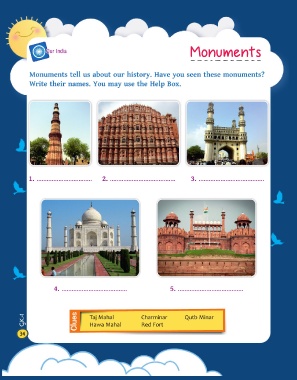 Our India
Monuments
Monuments tell us about our history. Have you seen these monuments?
Write their names. You may use the Help Box.
1. ........................ 2. ........................ 3. ........................
4. ........................ 5. ........................
Clues
Taj Mahal Charminar Qutb Minar
Hawa Mahal Red Fort
GK-1
34